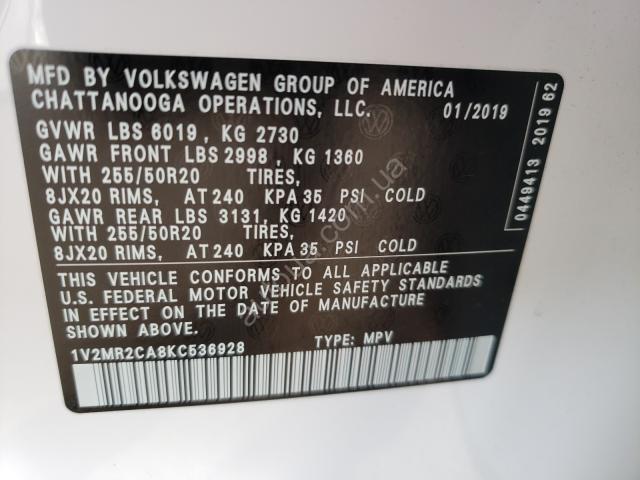 MFD BY VOLKSWAGEN GROUP OF AMERICA
CHATTANOOGA OPERATIONS, LLC. 01/2019
GVWR LBS 6019, KG 2730
GAWR FRONT LBS 2998, KG 1360
WITH 255/50R20 TIRES,
8JX20 RIMS, AT 240 KPA 35 PSI COLD
GAWR REAR LBS 3131, KG 1420
WITH 255/50R20 TIRES,
8JX20 RIMS, AT 240 KPA 35 PSI COLD
THIS VEHICLE CONFORMS TO ALL APPLICABLE
U.S. FEDERAL MOTOR VEHICLE SAFETY STANDARDS
IN EFFECT ON THE DATE OF MANUFACTURE
SHOWN ABOVE.
1V2MR2CA8KC536928 TYPE: MPV
0449413 2019 62